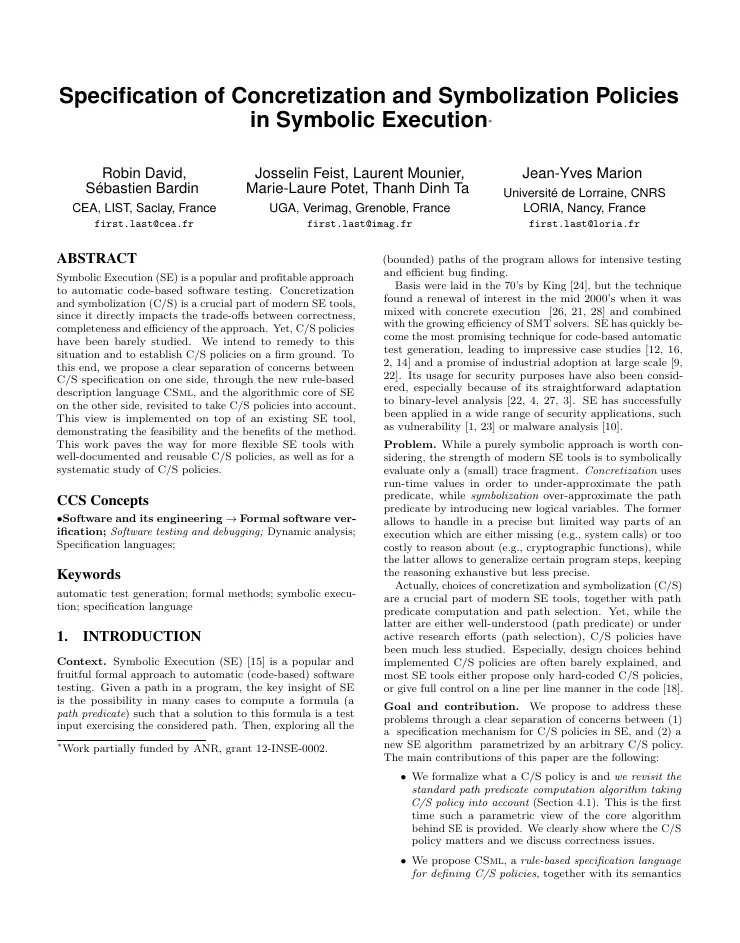 Specification of Concretization and Symbolization Policies
in Symbolic Execution*
Robin David,
Sébastien Bardin
CEA, LIST, Saclay, France
first.last@cea.fr
Josselin Feist, Laurent Mounier,
Marie-Laure Potet, Thanh Dinh Ta
UGA, Verimag, Grenoble, France
first.last@imag.fr
Jean-Yves Marion
Université de Lorraine, CNRS
LORIA, Nancy, France
first.last@loria.fr
ABSTRACT
Symbolic Execution (SE) is a popular and profitable approach
to automatic code-based software testing. Concretization
and symbolization (C/S) is a crucial part of modern SE tools,
since it directly impacts the trade-offs between correctness,
completeness and efficiency of the approach. Yet, C/S policies
have been barely studied. We intend to remedy to this
situation and to establish C/S policies on a firm ground. To
this end, we propose a clear separation of concerns between
C/S specification on one side, through the new rule-based
description language CSML, and the algorithmic core of SE
on the other side, revisited to take C/S policies into account.
This view is implemented on top of an existing SE tool,
demonstrating the feasibility and the benefits of the method.
This work paves the way for more flexible SE tools with
well-documented and reusable C/S policies, as well as for a
systematic study of C/S policies.
CCS Concepts
•Software and its engineering → Formal software ver-
ification; Software testing and debugging; Dynamic analysis;
Specification languages;
Keywords
automatic test generation; formal methods; symbolic execu-
tion; specification language
1. INTRODUCTION
Context. Symbolic Execution (SE) [15] is a popular and
fruitful formal approach to automatic (code-based) software
testing. Given a path in a program, the key insight of SE
is the possibility in many cases to compute a formula (a
path predicate) such that a solution to this formula is a test
input exercising the considered path. Then, exploring all the
*Work partially funded by ANR, grant 12-INSE-0002.
(bounded) paths of the program allows for intensive testing
and efficient bug finding.
Basis were laid in the 70's by King [24], but the technique
found a renewal of interest in the mid 2000's when it was
mixed with concrete execution [26, 21, 28] and combined
with the growing efficiency of SMT solvers. SE has quickly be-
come the most promising technique for code-based automatic
test generation, leading to impressive case studies [12, 16,
2, 14] and a promise of industrial adoption at large scale [9,
22]. Its usage for security purposes have also been consid-
ered, especially because of its straightforward adaptation
to binary-level analysis [22, 4, 27, 3]. SE has successfully
been applied in a wide range of security applications, such
as vulnerability [1, 23] or malware analysis [10].
Problem. While a purely symbolic approach is worth con-
sidering, the strength of modern SE tools is to symbolically
evaluate only a (small) trace fragment. Concretization uses
run-time values in order to under-approximate the path
predicate, while symbolization over-approximate the path
predicate by introducing new logical variables. The former
allows to handle in a precise but limited way parts of an
execution which are either missing (e.g., system calls) or too
costly to reason about (e.g., cryptographic functions), while
the latter allows to generalize certain program steps, keeping
the reasoning exhaustive but less precise.
Actually, choices of concretization and symbolization (C/S)
are a crucial part of modern SE tools, together with path
predicate computation and path selection. Yet, while the
latter are either well-understood (path predicate) or under
active research efforts (path selection), C/S policies have
been much less studied. Especially, design choices behind
implemented C/S policies are often barely explained, and
most SE tools either propose only hard-coded C/S policies,
or give full control on a line per line manner in the code [18].
Goal and contribution. We propose to address these
problems through a clear separation of concerns between (1)
a specification mechanism for C/S policies in SE, and (2) a
new SE algorithm parametrized by an arbitrary C/S policy.
The main contributions of this paper are the following:
• We formalize what a C/S policy is and we revisit the
standard path predicate computation algorithm taking
C/S policy into account (Section 4.1). This is the first
time such a parametric view of the core algorithm
behind SE is provided. We clearly show where the C/S
policy matters and we discuss correctness issues.
• We propose CSML, a rule-based specification language
for defining C/S policies, together with its semantics